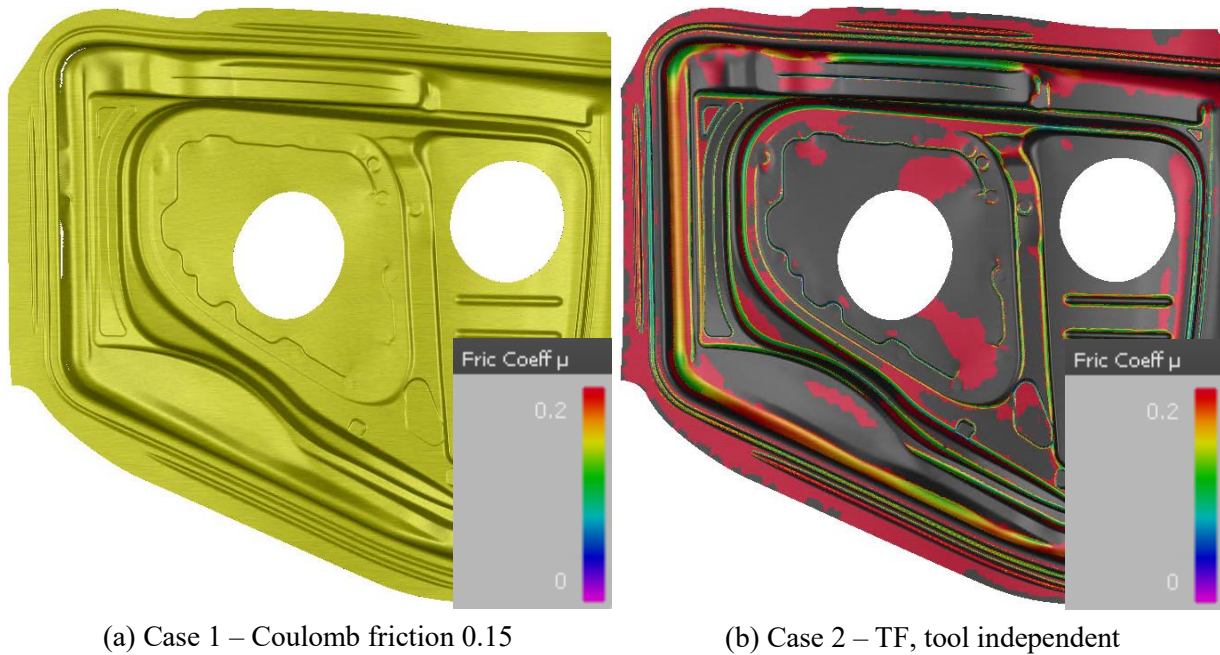 Fric Coeff μ
0.2
0
Fric Coeff μ
0.2
0
(a) Case 1 – Coulomb friction 0.15
(b) Case 2 – TF, tool independent